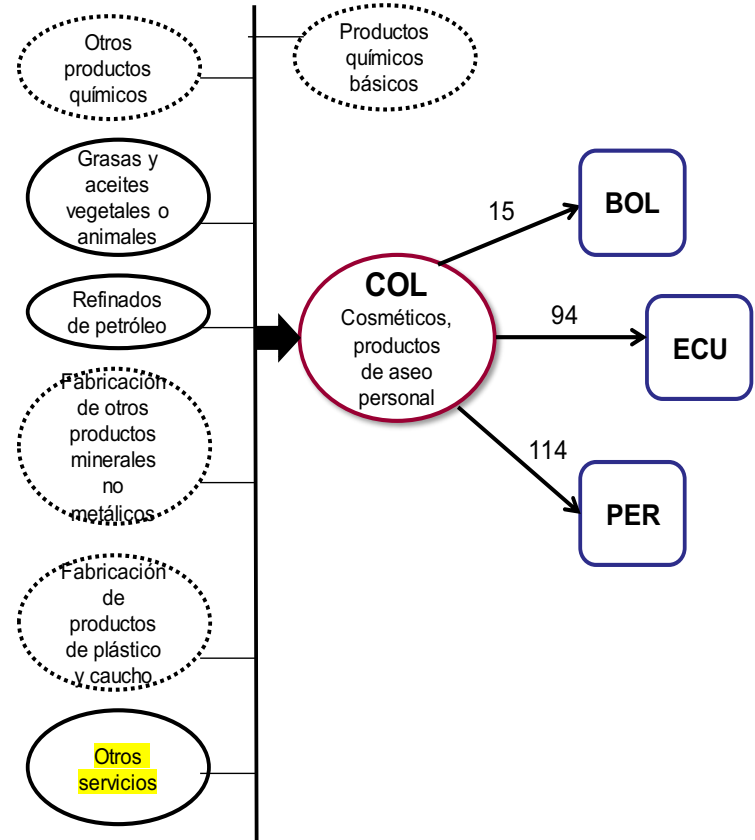 Otros
productos
químicos
Productos
químicos
básicos
Grasas y
aceites
vegetales o
animales
Refinados
de petróleo
Fabricación
de otros
productos
minerales
no
metálicos
Fabricación
de
productos
de plástico
y caucho
Otros
servicios
COL
Cosméticos,
productos
de aseo
personal
15
BOL
94
ECU
114
PER